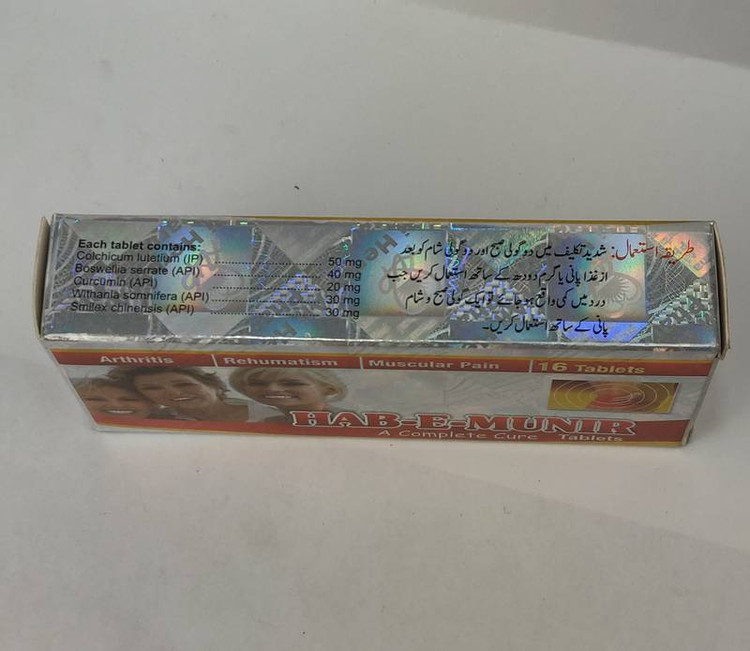 Each tablet contains:
Colchicum lutetium (IP) 50 mg
Boswellia serrate (API) 40 mg
Curcumin (API) 20 mg
Withania somnifera (API) 30 mg
Smilex chinensis (API) 30 mg
طریقہ استعمال: شدید تکلیف میں دو گولی صبح اور دو گولی شام کو بعد
از غذا پانی یا گرم دودھ کے ساتھ استعمال کریں جب
درد میں کمی واقع ہو جائے تو ایک گولی صبح و شام
پانی کے ساتھ استعمال کریں۔
Arthritis | Rehumatism | Muscular Pain | 16 Tablets
HAB-E-MUNIR
A Complete Cure Tablets